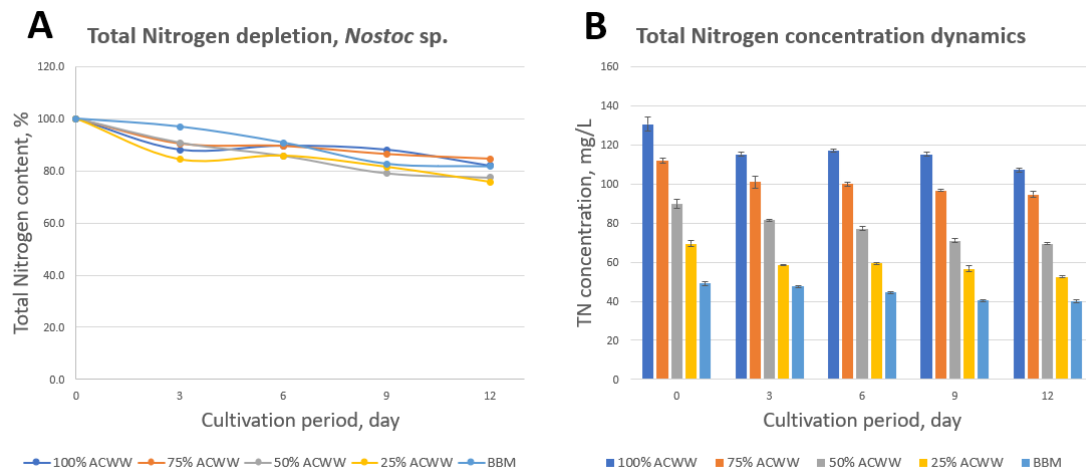 A
Total Nitrogen depletion, Nostoc sp.
Total Nitrogen content, %
120.0
100.0
80.0
60.0
40.0
20.0
0.0
0 3 6 9 12
Cultivation period, day
100% ACWW 75% ACWW 50% ACWW 25% ACWW BBM
B
Total Nitrogen concentration dynamics
TN concentration, mg/L
160
140
120
100
80
60
40
20
0
0 3 6 9 12
Cultivation period, day
100% ACWW 75% ACWW 50% ACWW 25% ACWW BBM